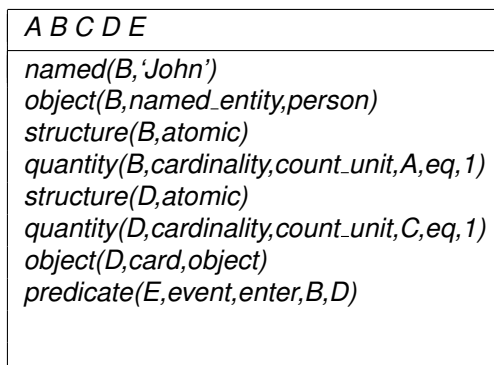 A B C D E
named(B,‘John’)
object(B,named_entity,person)
structure(B,atomic)
quantity(B,cardinality,count_unit,A,eq,1)
structure(D,atomic)
quantity(D,cardinality,count_unit,C,eq,1)
object(D,card,object)
predicate(E,event,enter,B,D)